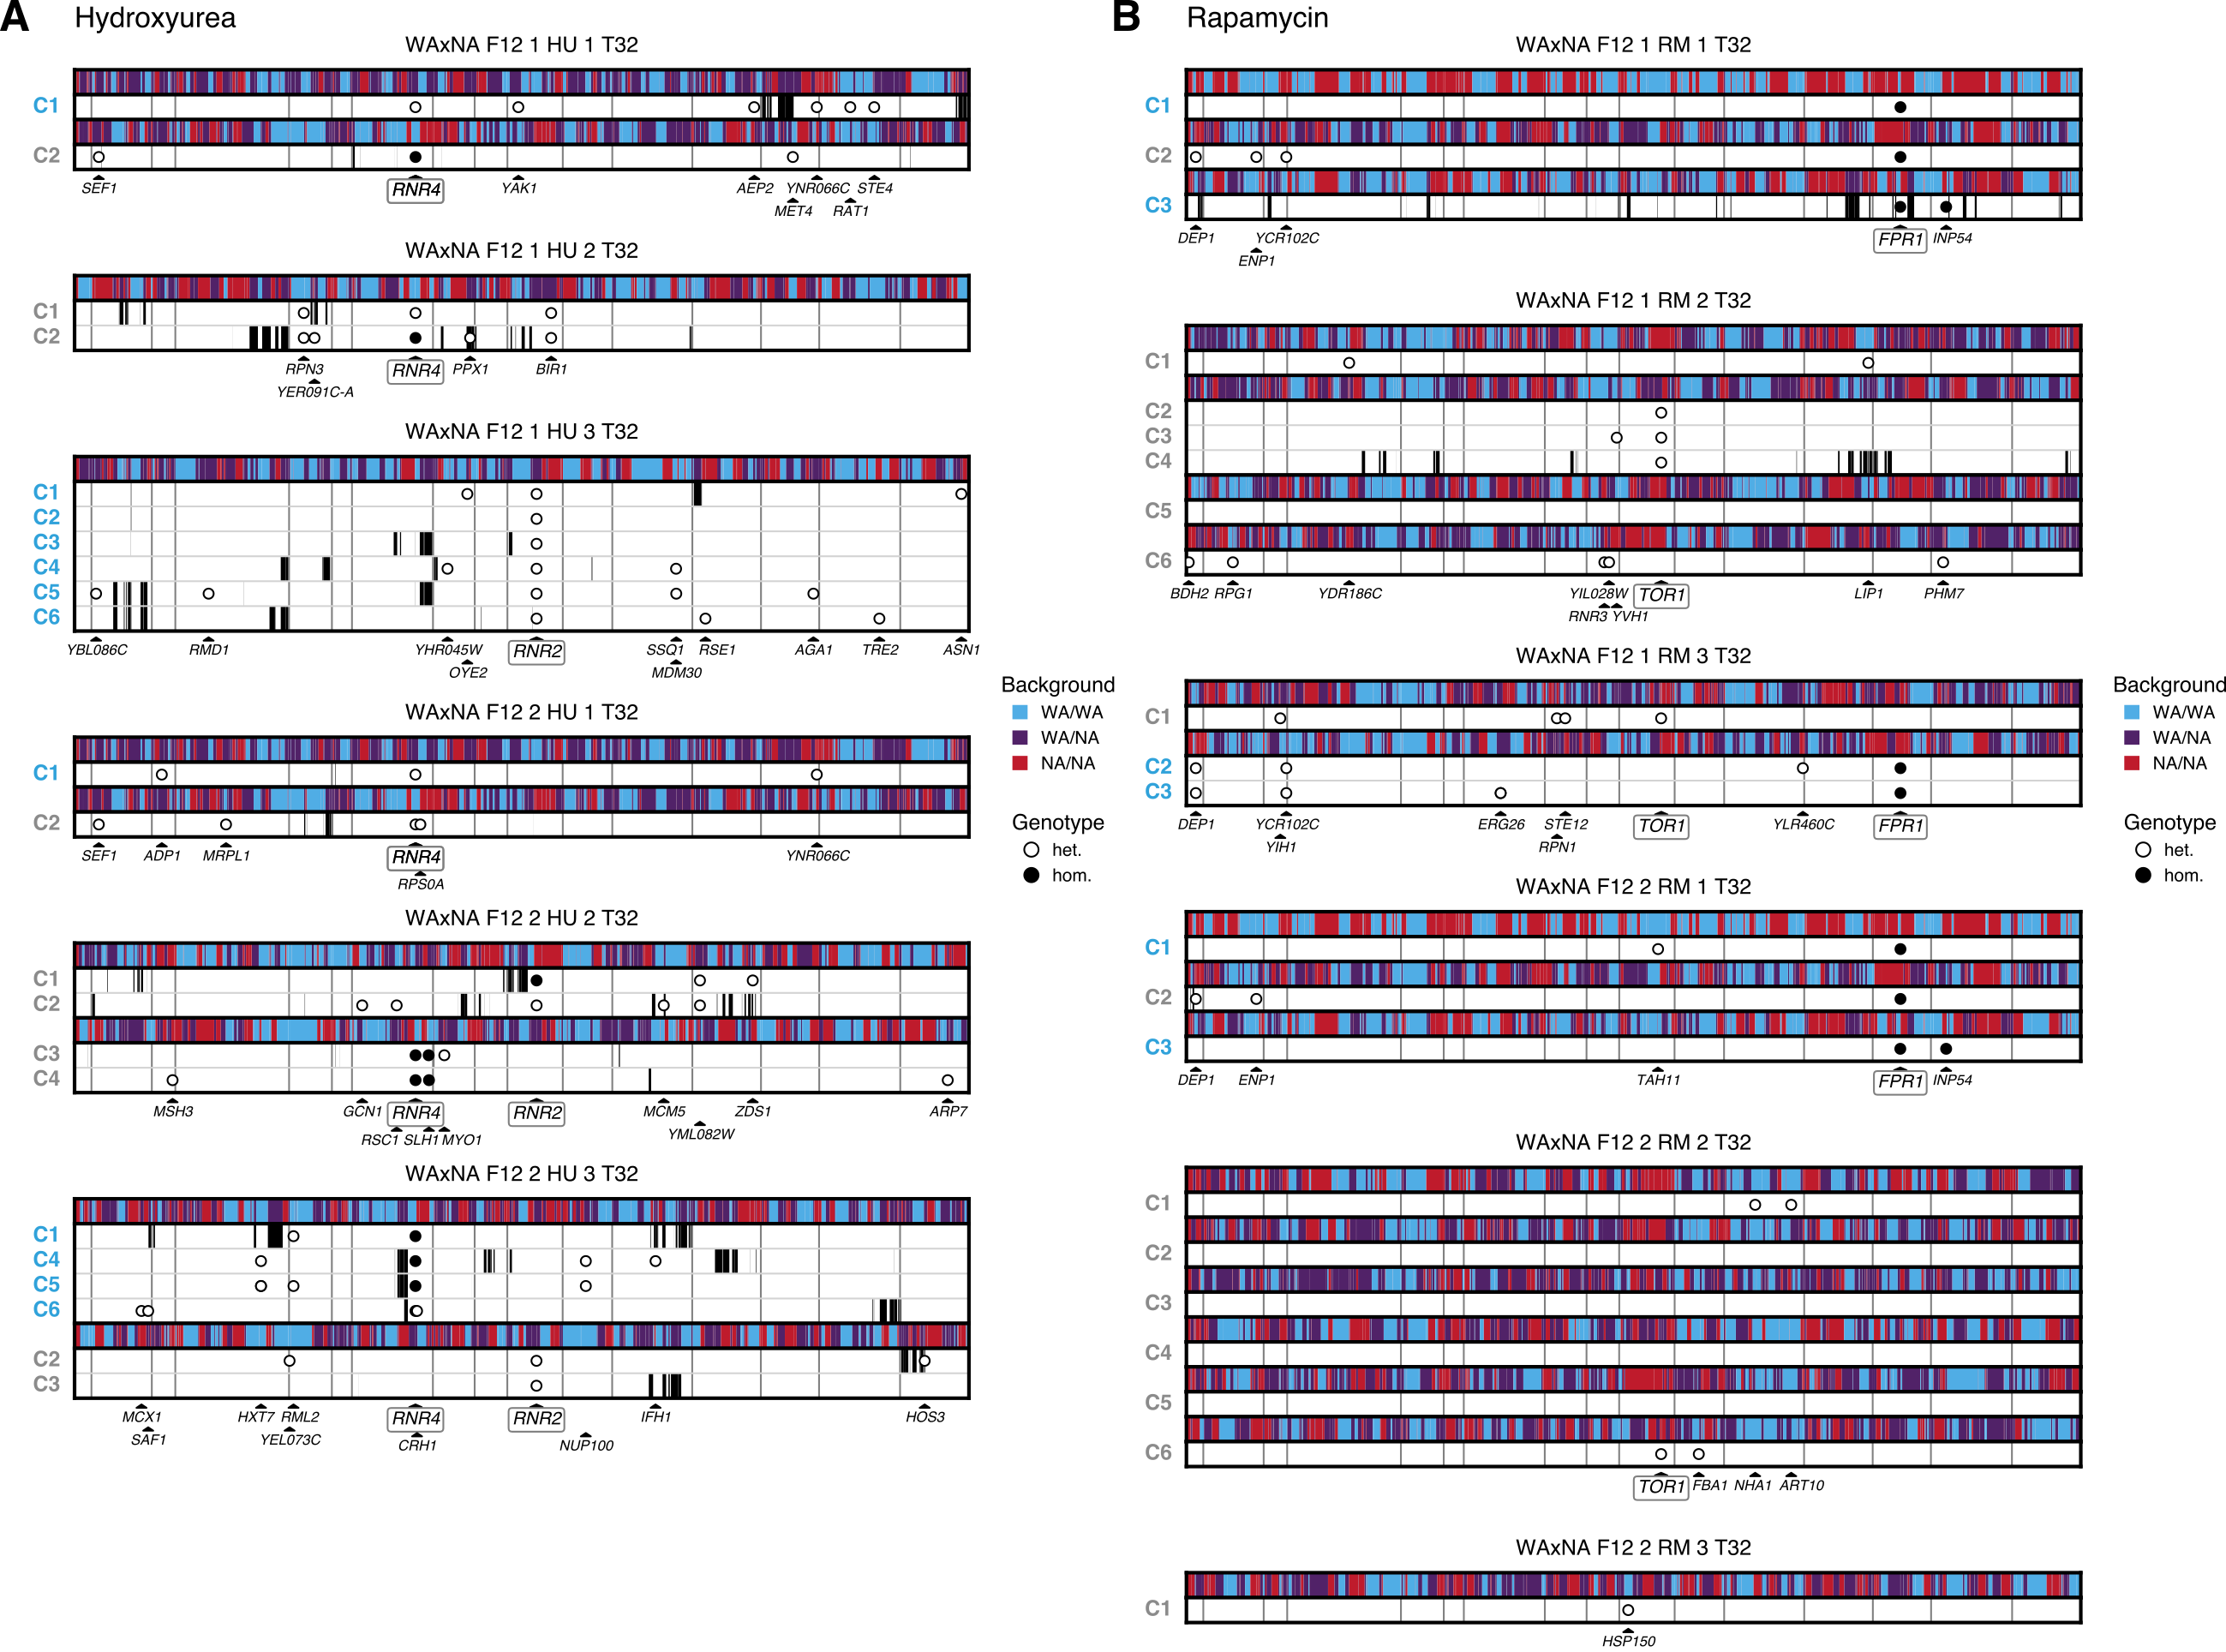 A Hydroxyurea
WAxNA F12 1 HU 1 T32
C1
C2
SEF1 RNR4 YAK1 AEP2 YNR066C STE4
MET4 RAT1
WAxNA F12 1 HU 2 T32
C1
C2
RPN3 RNR4 PPX1 BIR1
YER091C-A
WAxNA F12 1 HU 3 T32
C1
C2
C3
C4
C5
C6
YBL086C RMD1 YHR045W RNR2 SSQ1 RSE1 AGA1 TRE2 ASN1
OYE2 MDM30
WAxNA F12 2 HU 1 T32
C1
C2
SEF1 ADP1 MRPL1 RNR4 YNR066C
RPS0A
WAxNA F12 2 HU 2 T32
C1
C2
C3
C4
MSH3 GCN1 RNR4 RNR2 MCM5 ZDS1 ARP7
RSC1 SLH1 MYO1 YML082W
WAxNA F12 2 HU 3 T32
C1
C4
C5
C6
C2
C3
MCX1 HXT7 RML2 RNR4 RNR2 IFH1 HOS3
SAF1 YEL073C CRH1 NUP100
Background
WA/WA
WA/NA
NA/NA
Genotype
het.
hom.
B Rapamycin
WAxNA F12 1 RM 1 T32
C1
C2
C3
DEP1 YCR102C FPR1 INP54
ENP1
WAxNA F12 1 RM 2 T32
C1
C2
C3
C4
C5
C6
BDH2 RPG1 YDR186C YIL028W TOR1 LIP1 PHM7
RNR3 YVH1
WAxNA F12 1 RM 3 T32
C1
C2
C3
DEP1 YCR102C ERG26 STE12 TOR1 YLR460C FPR1
YIH1 RPN1
WAxNA F12 2 RM 1 T32
C1
C2
C3
DEP1 ENP1 TAH11 FPR1 INP54
WAxNA F12 2 RM 2 T32
C1
C2
C3
C4
C5
C6
TOR1 FBA1 NHA1 ART10
WAxNA F12 2 RM 3 T32
C1
HSP150
Background
WA/WA
WA/NA
NA/NA
Genotype
het.
hom.